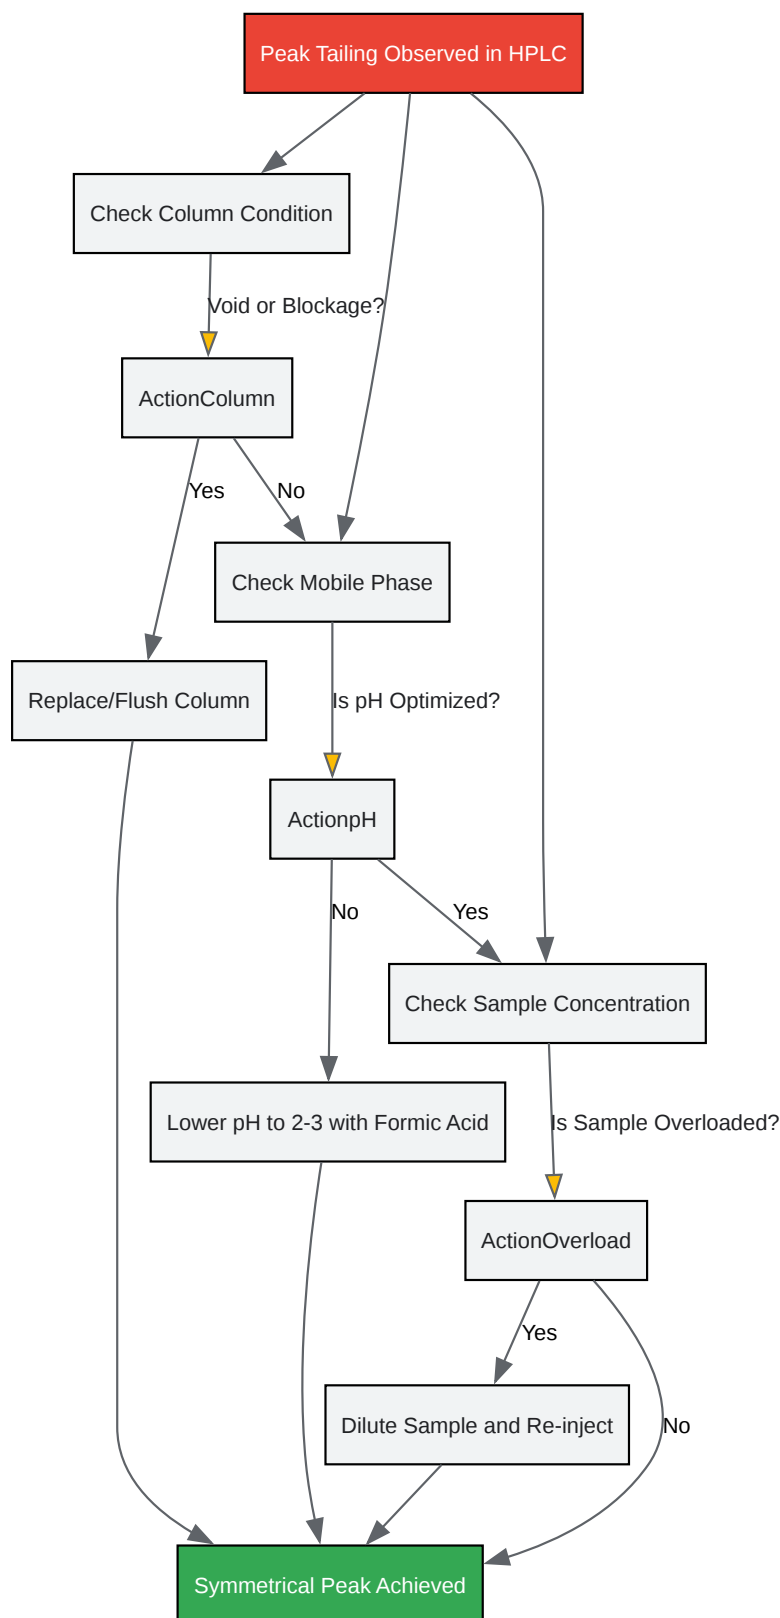 Peak Tailing Observed in HPLC
Check Column Condition
Void or Blockage?
ActionColumn
Yes
No
Check Mobile Phase
Replace/Flush Column
Is pH Optimized?
ActionpH
No
Yes
Check Sample Concentration
Lower pH to 2-3 with Formic Acid
Is Sample Overloaded?
ActionOverload
Yes
Dilute Sample and Re-inject
No
Symmetrical Peak Achieved